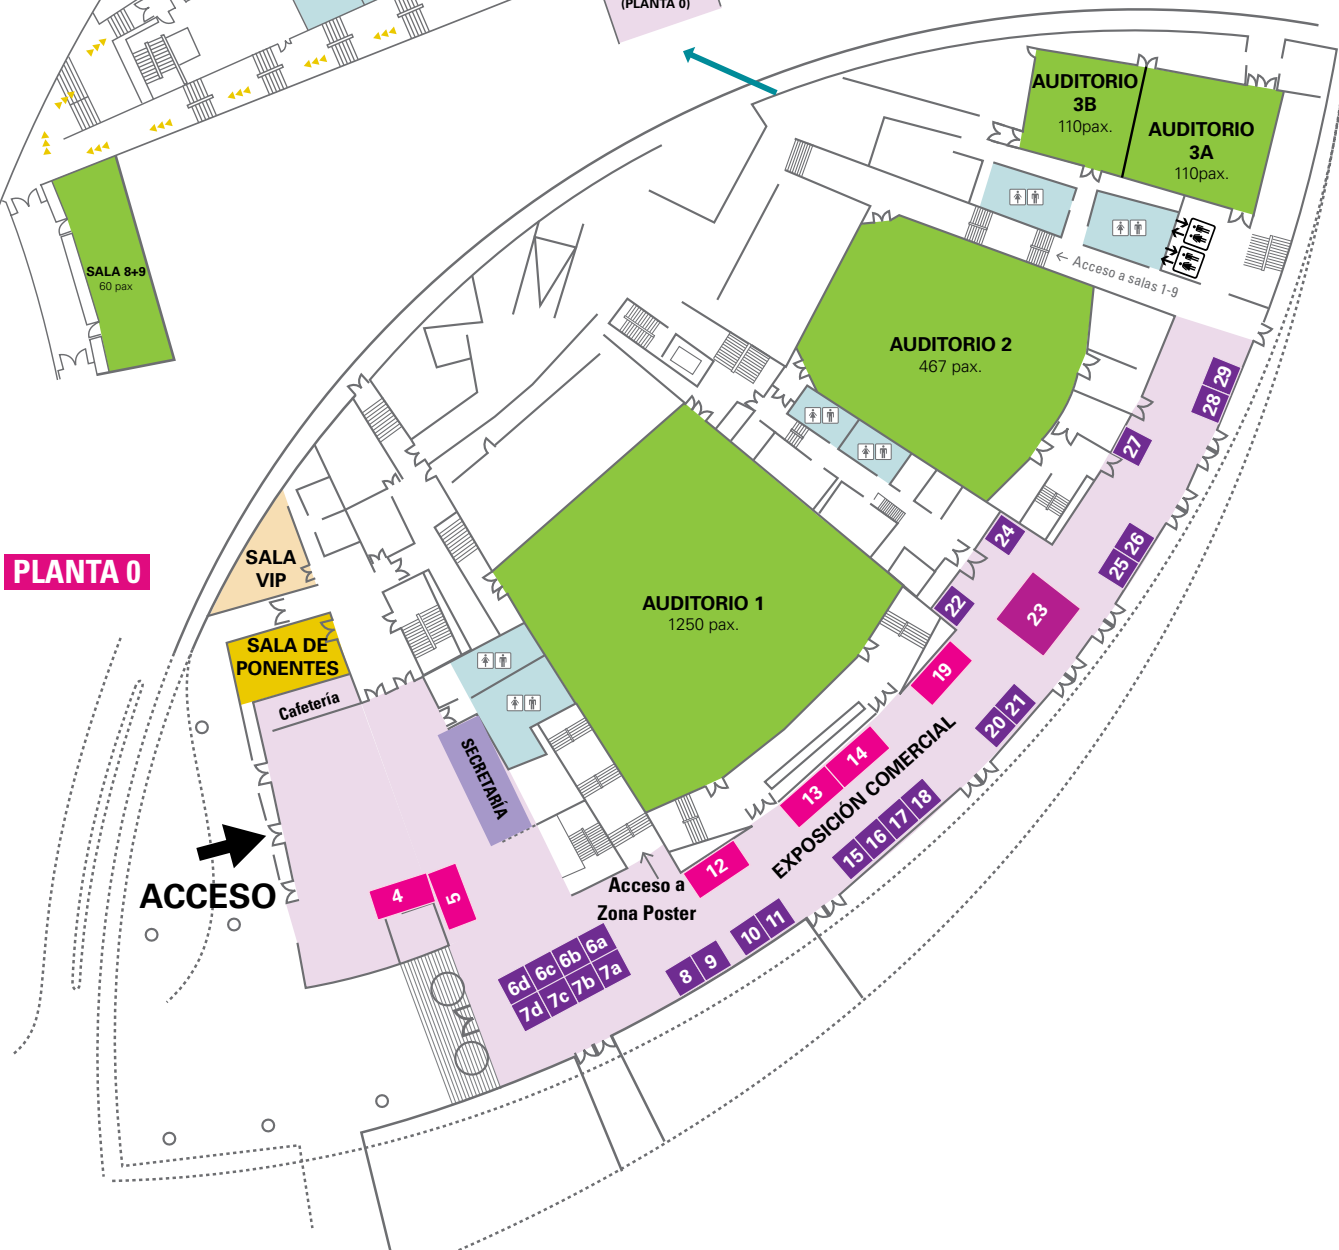 (PLANTA 0)
AUDITORIO
3B
110pax.
AUDITORIO
3A
110pax.
SALA 8+9
60 pax
← Acceso a salas 1-9
AUDITORIO 2
467 pax.
29
28
27
26
25
24
23
22
PLANTA 0
SALA
VIP
AUDITORIO 1
1250 pax.
SALA DE
PONENTES
Cafetería
SECRETARÍA
19
21
20
14
13
EXPOSICIÓN COMERCIAL
18
17
16
15
12
ACCESO
4
5
Acceso a
Zona Poster
11
10
9
8
6d 6c 6b 6a
7d 7c 7b 7a